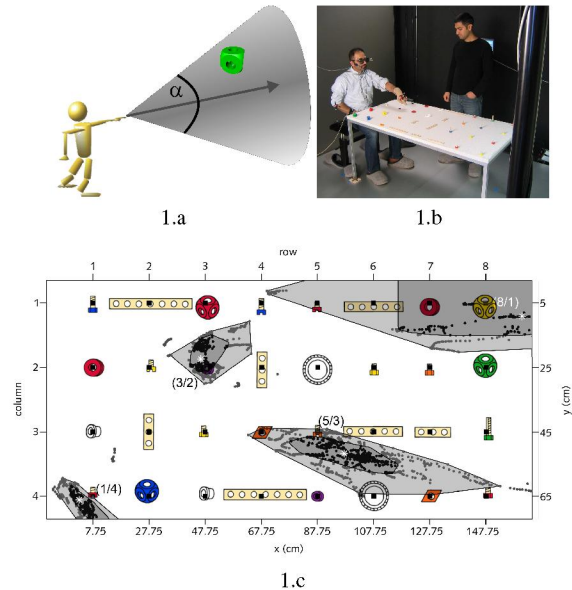 α
1.a
1.b
row
1 2 3 4 5 6 7 8
1 (8/1) 5
2 25
(3/2)
(5/3)
3 45
(1/4)
4 65
column
y (cm)
7.75 27.75 47.75 67.75 87.75 107.75 127.75 147.75
x (cm)
1.c